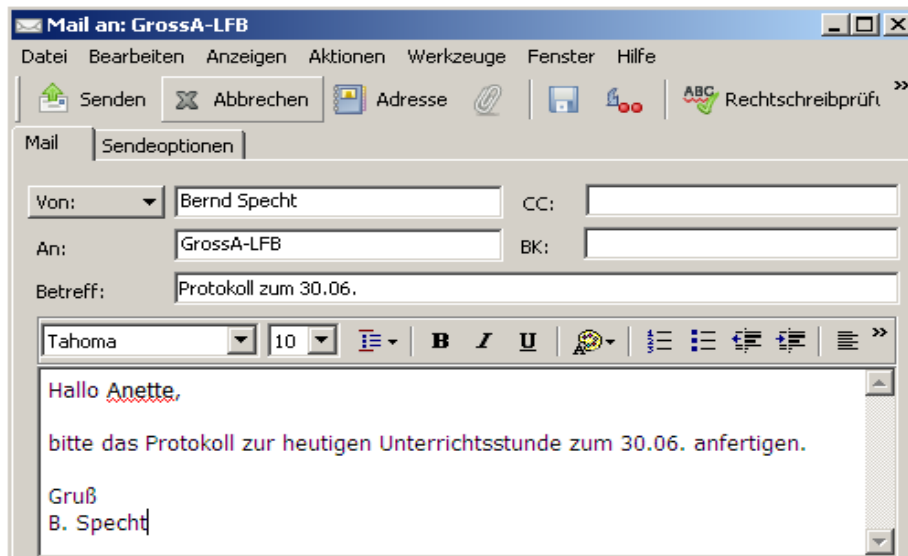 Mail an: GrossA-LFB
Datei Bearbeiten Anzeigen Aktionen Werkzeuge Fenster Hilfe
Senden Abbrechen Adresse ABC Rechtschreibprüfu »
Mail Sendeoptionen
Von: Bernd Specht CC:
An: GrossA-LFB BK:
Betreff: Protokoll zum 30.06.
Tahoma 10 B I U »
Hallo Anette,
bitte das Protokoll zur heutigen Unterrichtsstunde zum 30.06. anfertigen.
Gruß
B. Specht